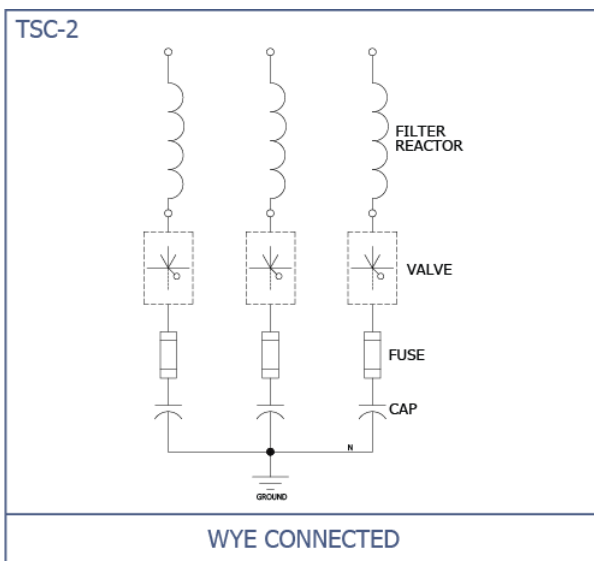 TSC-2
FILTER
REACTOR
VALVE
FUSE
CAP
N
GROUND
WYE CONNECTED